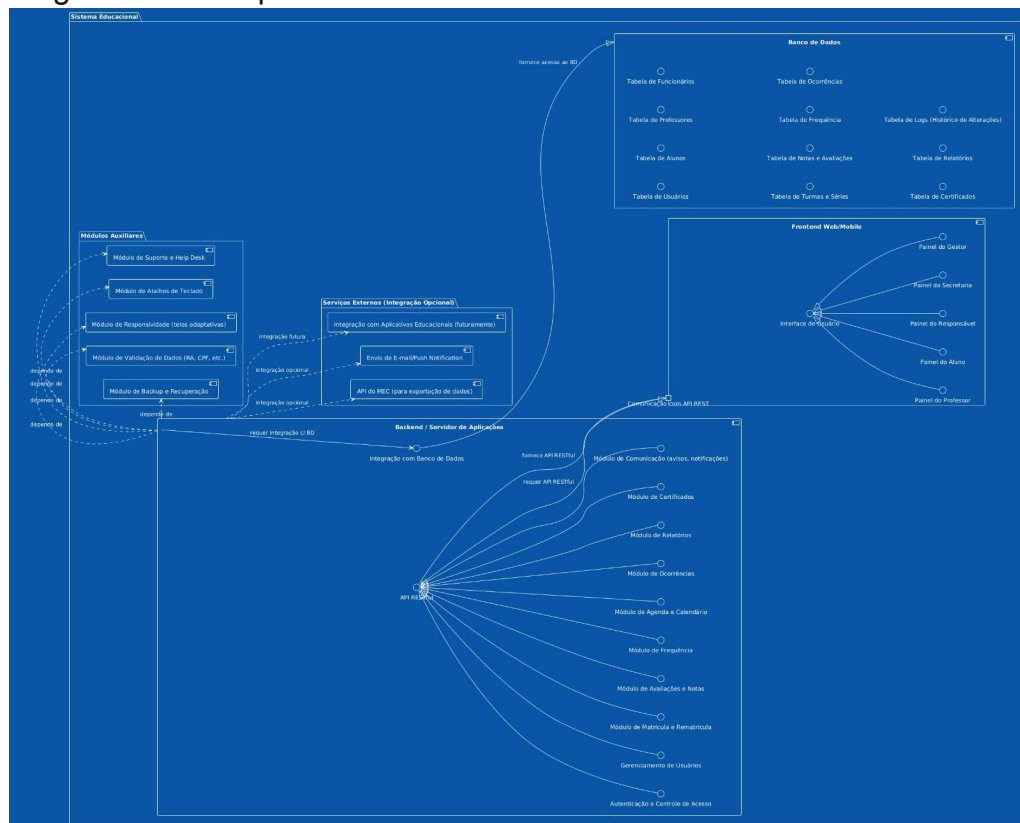 Sistema Educacional
Banco de Dados
fornece acesso ao BD
Tabela de Funcionários
Tabela de Ocorrências
Tabela de Professores
Tabela de Frequência
Tabela de Logs (Histórico de Alterações)
Tabela de Alunos
Tabela de Notas e Avaliações
Tabela de Relatórios
Tabela de Usuários
Tabela de Turmas e Séries
Tabela de Certificados
Frontend Web/Mobile
Painel do Gestor
Painel da Secretaria
Interface de Usuário
Painel do Responsável
Painel do Aluno
Painel do Professor
Comunicação com API REST
Módulos Auxiliares
Módulo de Suporte e Help Desk
Módulo de Atalhos de Teclado
Módulo de Responsividade (telas adaptativas)
Módulo de Validação de Dados (RA, CPF, etc.)
Módulo de Backup e Recuperação
depende de
depende de
depende de
depende de
depende de
Serviços Externos (Integração Opcional)
Integração com Aplicativos Educacionais (futuramente)
Envio de E-mail/Push Notification
API do MEC (para exportação de dados)
integração futura
integração opcional
integração opcional
Backend / Servidor de Aplicações
requer integração c/ BD
Integração com Banco de Dados
fornece API RESTful
requer API RESTful
Módulo de Comunicação (avisos, notificações)
Módulo de Certificados
Módulo de Relatórios
Módulo de Ocorrências
API RESTful
Módulo de Agenda e Calendário
Módulo de Frequência
Módulo de Avaliações e Notas
Módulo de Matrícula e Rematrícula
Gerenciamento de Usuários
Autenticação e Controle de Acesso